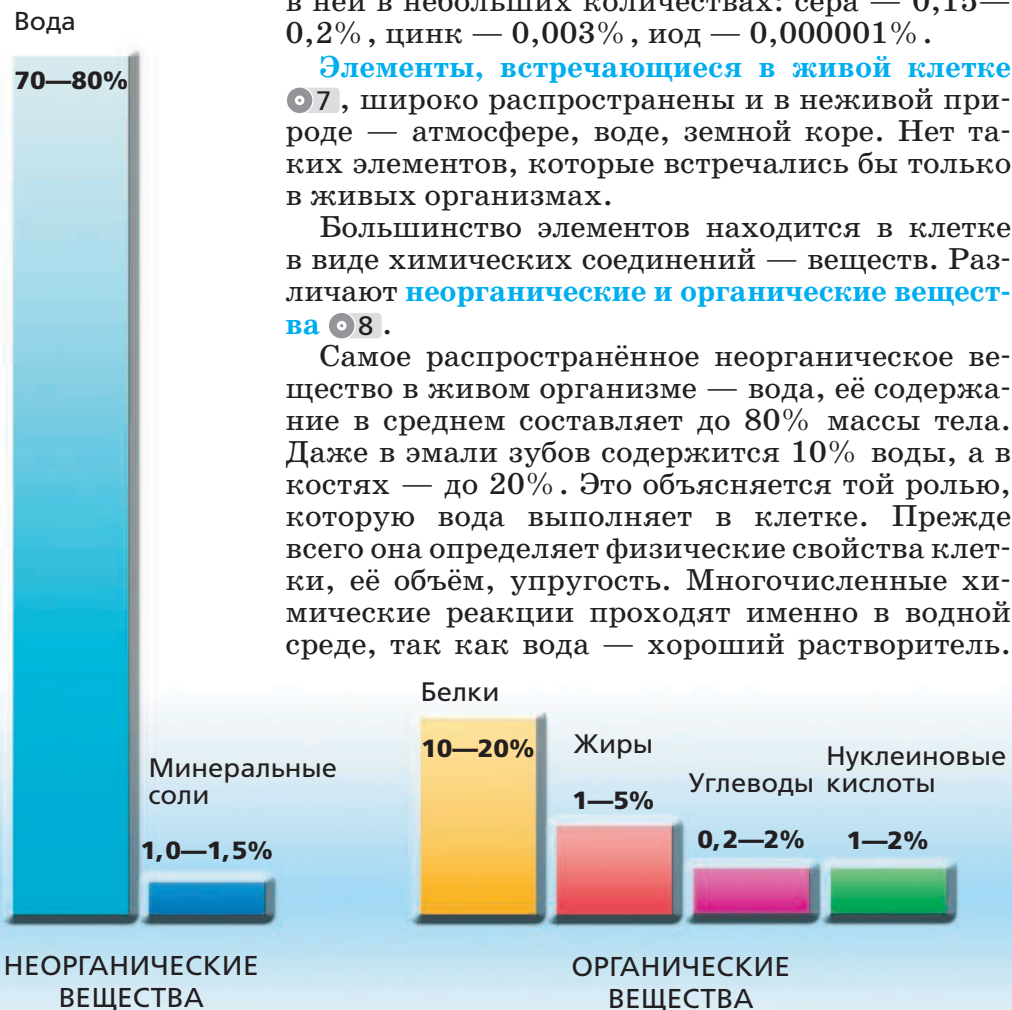 Вода
70—80%
в ней в небольших количествах: сера — 0,15—
0,2%, цинк — 0,003%, иод — 0,000001%.
Элементы, встречающиеся в живой клетке
7, широко распространены и в неживой при-
роде — атмосфере, воде, земной коре. Нет та-
ких элементов, которые встречались бы только
в живых организмах.
Большинство элементов находится в клетке
в виде химических соединений — веществ. Раз-
личают неорганические и органические вещест-
ва 8.
Самое распространённое неорганическое ве-
щество в живом организме — вода, её содержа-
ние в среднем составляет до 80% массы тела.
Даже в эмали зубов содержится 10% воды, а в
костях — до 20%. Это объясняется той ролью,
которую вода выполняет в клетке. Прежде
всего она определяет физические свойства клет-
ки, её объём, упругость. Многочисленные хи-
мические реакции проходят именно в водной
среде, так как вода — хороший растворитель.
Минеральные
соли
1,0—1,5%
НЕОРГАНИЧЕСКИЕ
ВЕЩЕСТВА
Белки
10—20%
Жиры
1—5%
Углеводы
0,2—2%
Нуклеиновые
кислоты
1—2%
ОРГАНИЧЕСКИЕ
ВЕЩЕСТВА